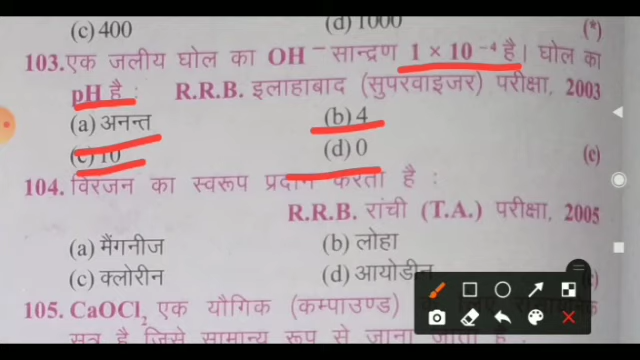 (c) 400 (d) 1000 (*)
103. एक जलीय घोल का OH⁻ सान्द्रण 1 × 10⁻⁴ है। घोल का
pH है : R.R.B. इलाहाबाद (सुपरवाइजर) परीक्षा, 2003
(a) अनन्त (b) 4
(c) 10 (d) 0 (c)
104. विरजन का स्वरूप प्रदान करता है :
R.R.B. रांची (T.A.) परीक्षा, 2005
(a) मैंगनीज (b) लोहा
(c) क्लोरीन (d) आयोडीन
105. CaOCl₂ एक यौगिक (कम्पाउण्ड)
सूत्र है जिसे सामान्य रूप से जाना जाता है :